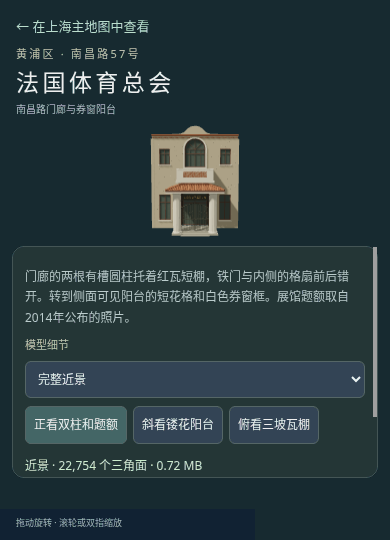 ← 在上海主地图中查看
黄浦区 · 南昌路57号
法国体育总会
南昌路门廊与券窗阳台
门廊的两根有槽圆柱托着红瓦短棚，铁门与内侧的格扇前后错
开。转到侧面可见阳台的短花格和白色券窗框。展馆题额取自
2014年公布的照片。
模型细节
完整近景
正看双柱和题额
斜看镂花阳台
俯看三坡瓦棚
近景 · 22,754 个三角面 · 0.72 MB
拖动旋转 · 滚轮或双指缩放